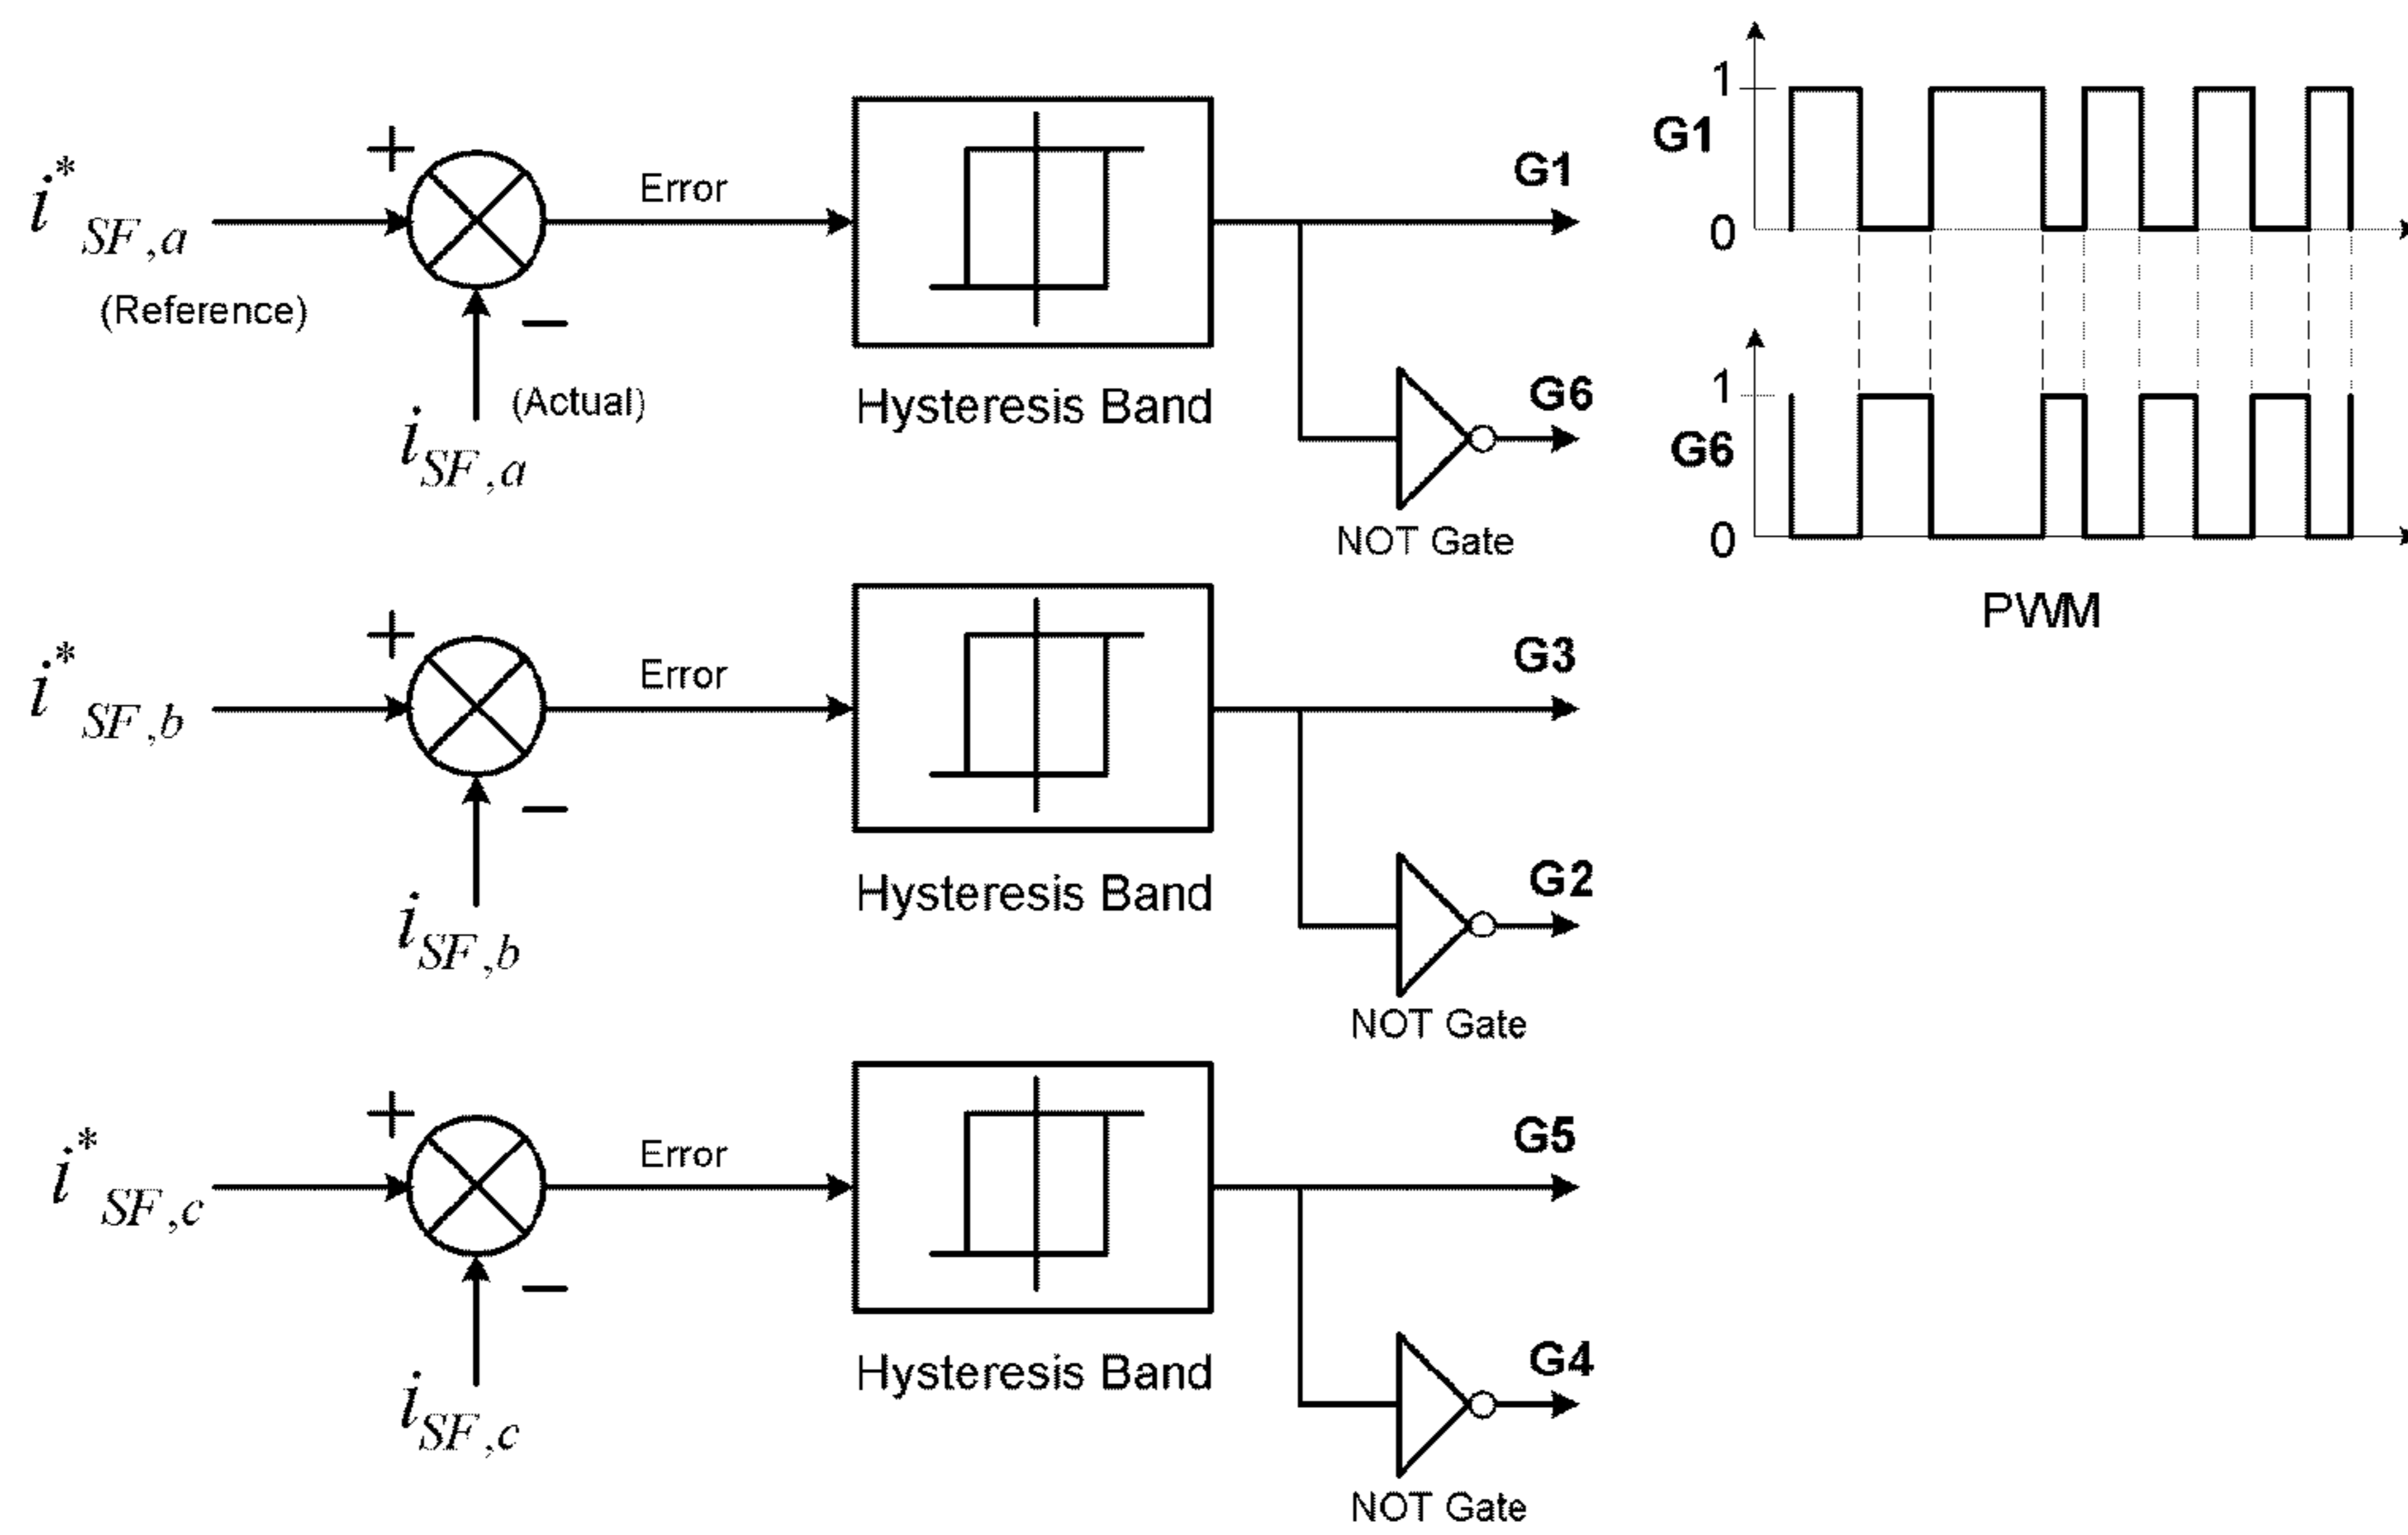 i*SF,a
(Reference)
+
−
Error
(Actual)
iSF,a
Hysteresis Band
G1
G6
NOT Gate
1
G1
0
1
G6
0
PWM
i*SF,b
+
−
Error
iSF,b
Hysteresis Band
G3
G2
NOT Gate
i*SF,c
+
−
Error
iSF,c
Hysteresis Band
G5
G4
NOT Gate